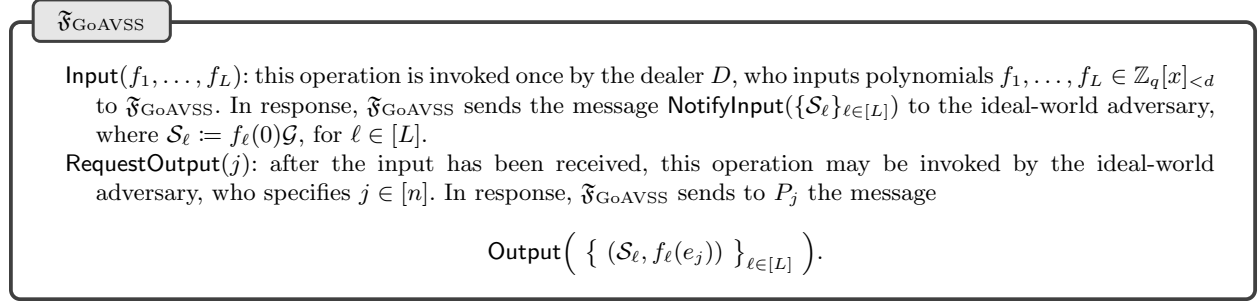 𝔉GoAVSS
Input(f₁, . . . , f_L): this operation is invoked once by the dealer D, who inputs polynomials f₁, . . . , f_L ∈ ℤ_q[x]_{<d}
to 𝔉GoAVSS. In response, 𝔉GoAVSS sends the message NotifyInput({𝒮_ℓ}_{ℓ∈[L]}) to the ideal-world adversary,
where 𝒮_ℓ ≔ f_ℓ(0)𝒢, for ℓ ∈ [L].
RequestOutput(j): after the input has been received, this operation may be invoked by the ideal-world
adversary, who specifies j ∈ [n]. In response, 𝔉GoAVSS sends to P_j the message
Output( { (𝒮_ℓ, f_ℓ(e_j)) }_{ℓ∈[L]} ).